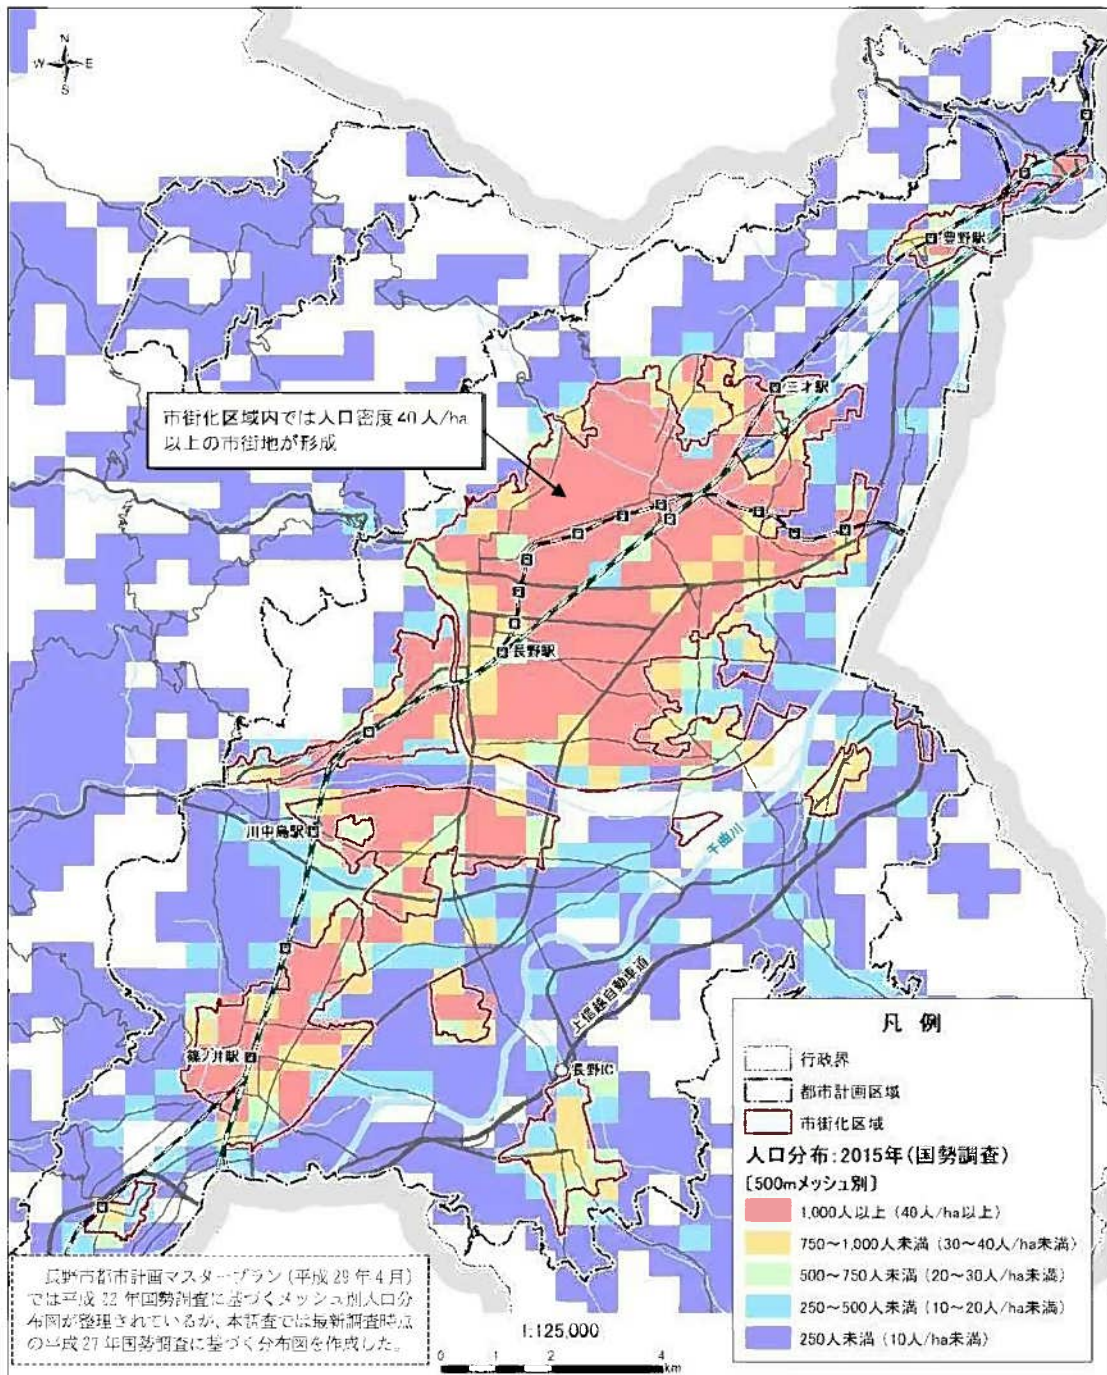 N
W E
S
豊野駅
三才駅
市街化区域内では人口密度40人/ha
以上の市街地が形成
長野駅
川中島駅
千曲川
上信越自動車道
篠ノ井駅
長野IC
凡 例
行政界
都市計画区域
市街化区域
人口分布:2015年(国勢調査)
[500mメッシュ別]
1,000人以上(40人/ha以上)
750~1,000人未満(30~40人/ha未満)
500~750人未満(20~30人/ha未満)
250~500人未満(10~20人/ha未満)
250人未満(10人/ha未満)
長野市都市計画マスタープラン(平成29年4月)
では平成22年国勢調査に基づくメッシュ別人口分
布図が整理されているが、本調査では最新調査時点
の平成27年国勢調査に基づく分布図を作成した。
1:125,000
0 1 2 4
km